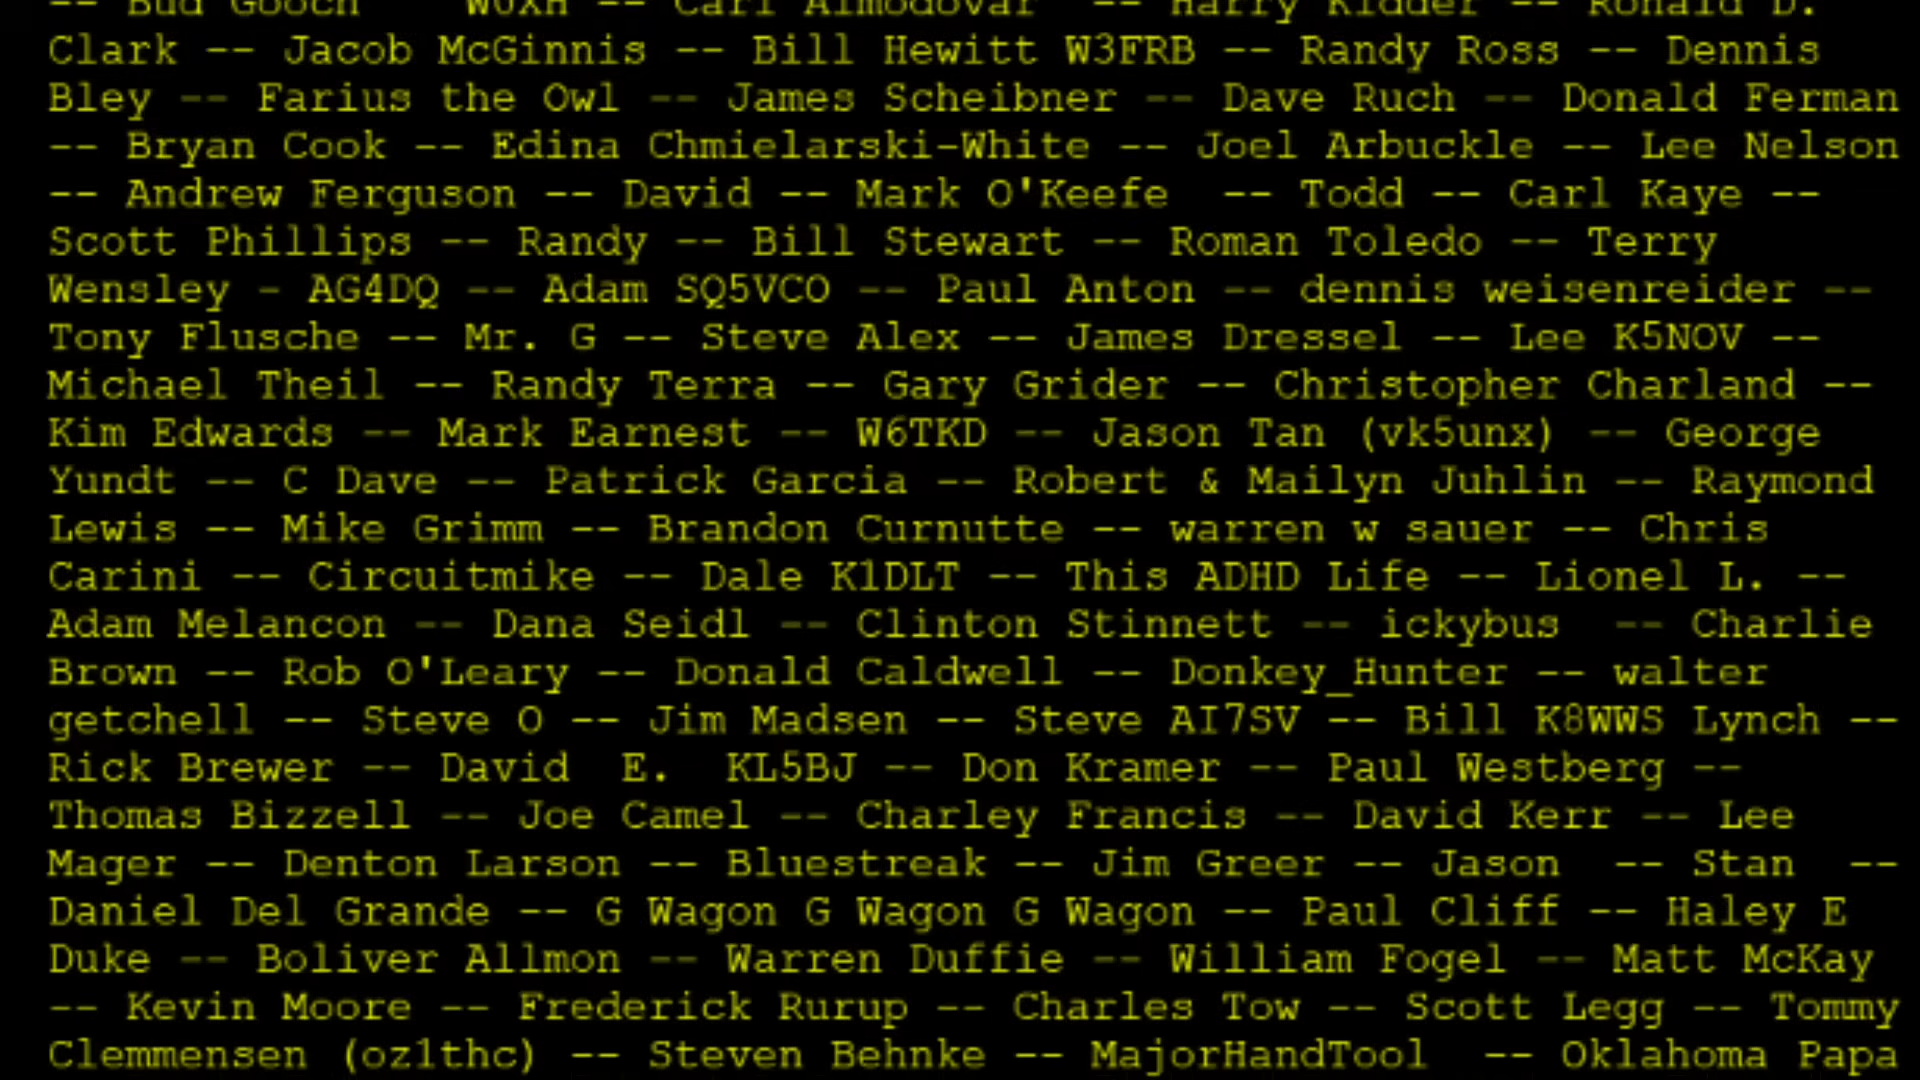 -- Bud Gooch    W0XH -- Carl Almodovar  -- Harry Kidder -- Ronald D.
Clark -- Jacob McGinnis -- Bill Hewitt W3FRB -- Randy Ross -- Dennis
Bley -- Farius the Owl -- James Scheibner -- Dave Ruch -- Donald Ferman
-- Bryan Cook -- Edina Chmielarski-White -- Joel Arbuckle -- Lee Nelson
-- Andrew Ferguson -- David -- Mark O'Keefe  -- Todd -- Carl Kaye --
Scott Phillips -- Randy -- Bill Stewart -- Roman Toledo -- Terry
Wensley - AG4DQ -- Adam SQ5VCO -- Paul Anton -- dennis weisenreider --
Tony Flusche -- Mr. G -- Steve Alex -- James Dressel -- Lee K5NOV --
Michael Theil -- Randy Terra -- Gary Grider -- Christopher Charland --
Kim Edwards -- Mark Earnest -- W6TKD -- Jason Tan (vk5unx) -- George
Yundt -- C Dave -- Patrick Garcia -- Robert & Mailyn Juhlin -- Raymond
Lewis -- Mike Grimm -- Brandon Curnutte -- warren w sauer -- Chris
Carini -- Circuitmike -- Dale K1DLT -- This ADHD Life -- Lionel L. --
Adam Melancon -- Dana Seidl -- Clinton Stinnett -- ickybus  -- Charlie
Brown -- Rob O'Leary -- Donald Caldwell -- Donkey_Hunter -- walter
getchell -- Steve O -- Jim Madsen -- Steve AI7SV -- Bill K8WWS Lynch --
Rick Brewer -- David  E.  KL5BJ -- Don Kramer -- Paul Westberg --
Thomas Bizzell -- Joe Camel -- Charley Francis -- David Kerr -- Lee
Mager -- Denton Larson -- Bluestreak -- Jim Greer -- Jason  -- Stan  --
Daniel Del Grande -- G Wagon G Wagon G Wagon -- Paul Cliff -- Haley E
Duke -- Boliver Allmon -- Warren Duffie -- William Fogel -- Matt McKay
-- Kevin Moore -- Frederick Rurup -- Charles Tow -- Scott Legg -- Tommy
Clemmensen (oz1thc) -- Steven Behnke -- MajorHandTool  -- Oklahoma Papa